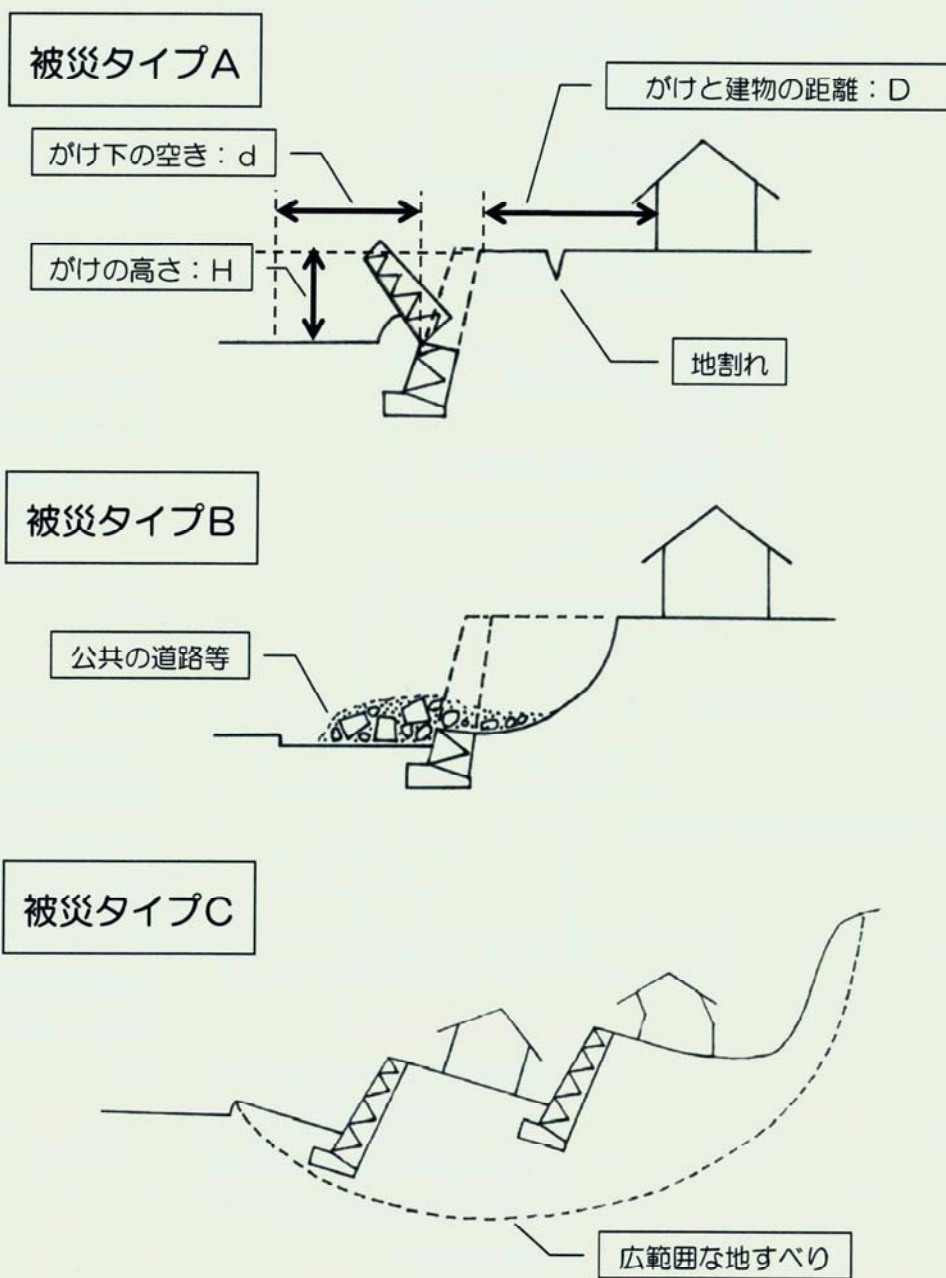 被災タイプA
がけと建物の距離：D
がけ下の空き：d
がけの高さ：H
地割れ
被災タイプB
公共の道路等
被災タイプC
広範囲な地すべり